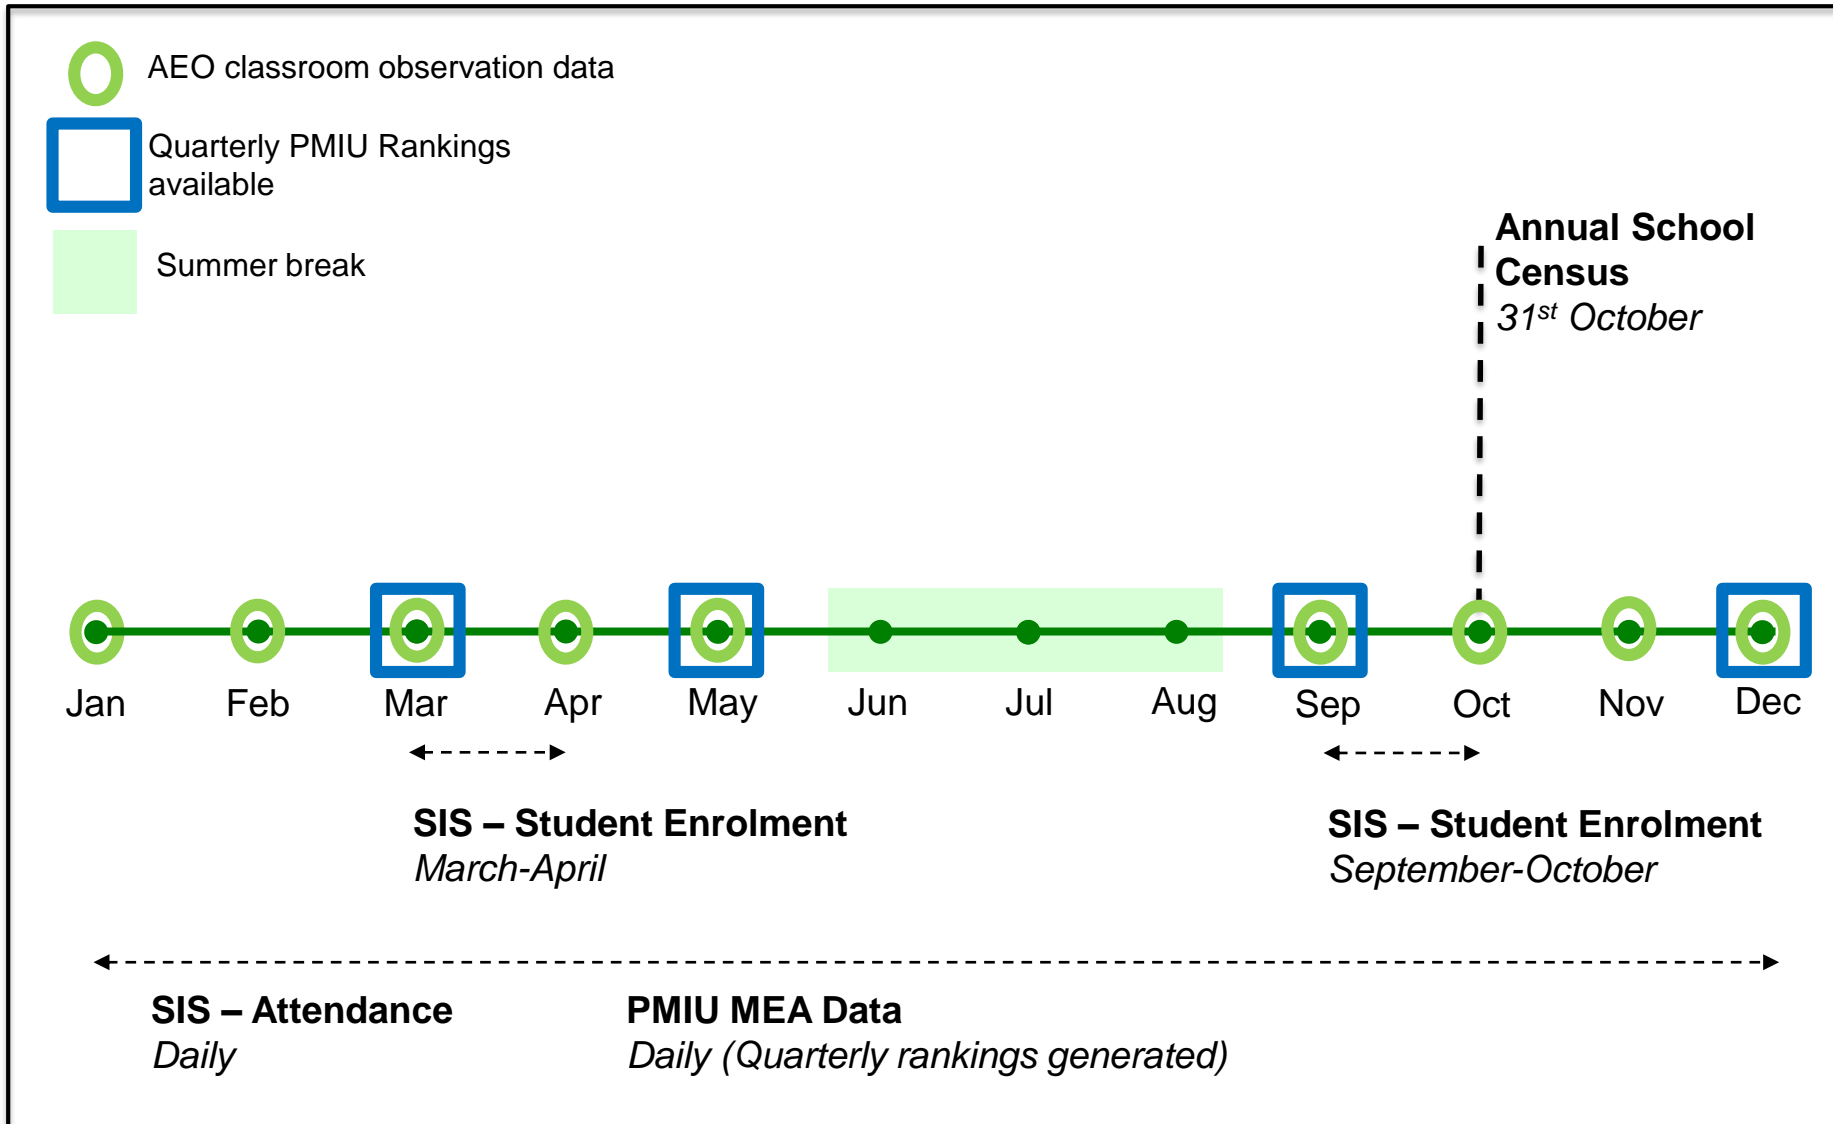 AEO classroom observation data
Quarterly PMIU Rankings
available
Summer break
Annual School
Census
31st October
Jan Feb Mar Apr May Jun Jul Aug Sep Oct Nov Dec
SIS – Student Enrolment
March-April
SIS – Student Enrolment
September-October
SIS – Attendance
Daily
PMIU MEA Data
Daily (Quarterly rankings generated)